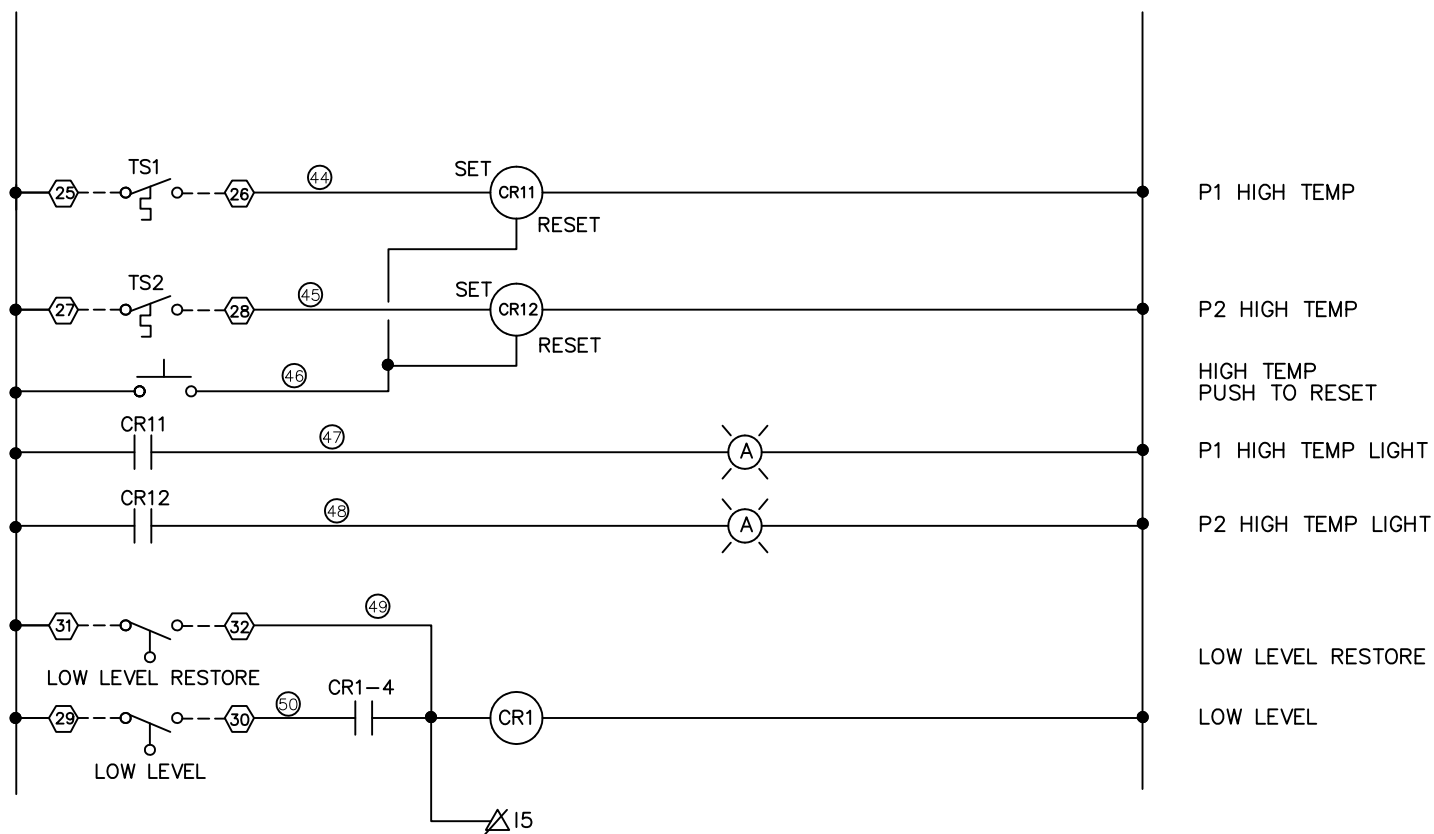 TS1
25
26
44
SET
CR11
RESET
P1 HIGH TEMP
TS2
27
28
45
SET
CR12
RESET
P2 HIGH TEMP
46
HIGH TEMP
PUSH TO RESET
CR11
47
A
P1 HIGH TEMP LIGHT
CR12
48
A
P2 HIGH TEMP LIGHT
31
32
49
LOW LEVEL RESTORE
LOW LEVEL RESTORE
29
30
50
CR1-4
CR1
LOW LEVEL
LOW LEVEL
15